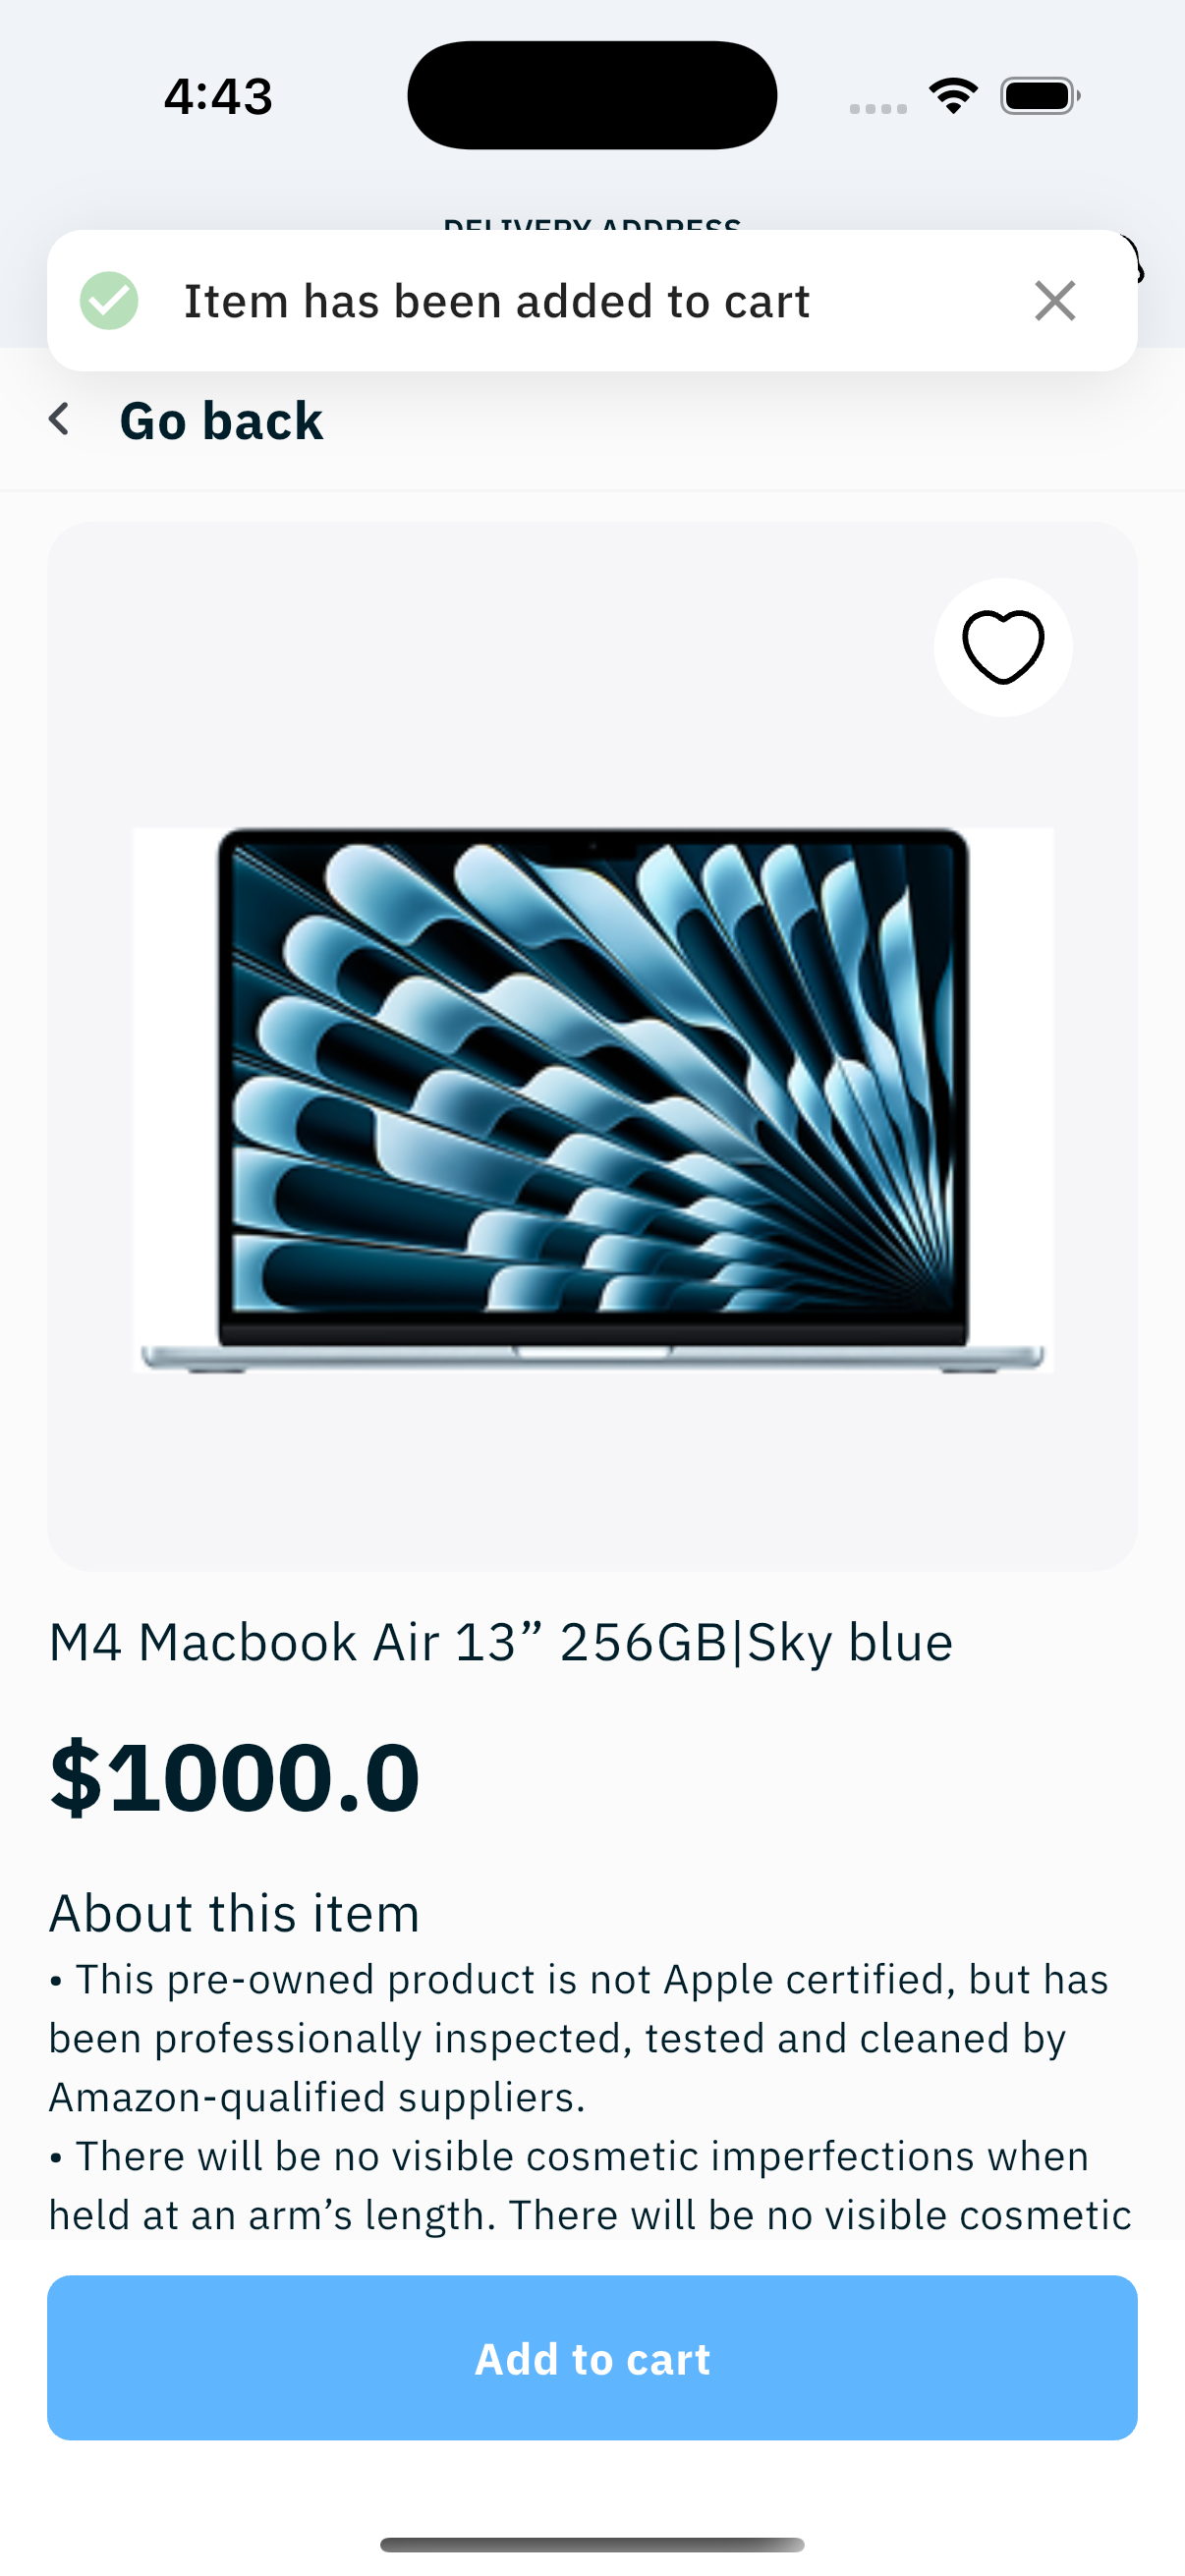 4:43
DELIVERY ADDRESS
Item has been added to cart
Go back
M4 Macbook Air 13” 256GB|Sky blue
$1000.0
About this item
• This pre-owned product is not Apple certified, but has
been professionally inspected, tested and cleaned by
Amazon-qualified suppliers.
• There will be no visible cosmetic imperfections when
held at an arm’s length. There will be no visible cosmetic
Add to cart